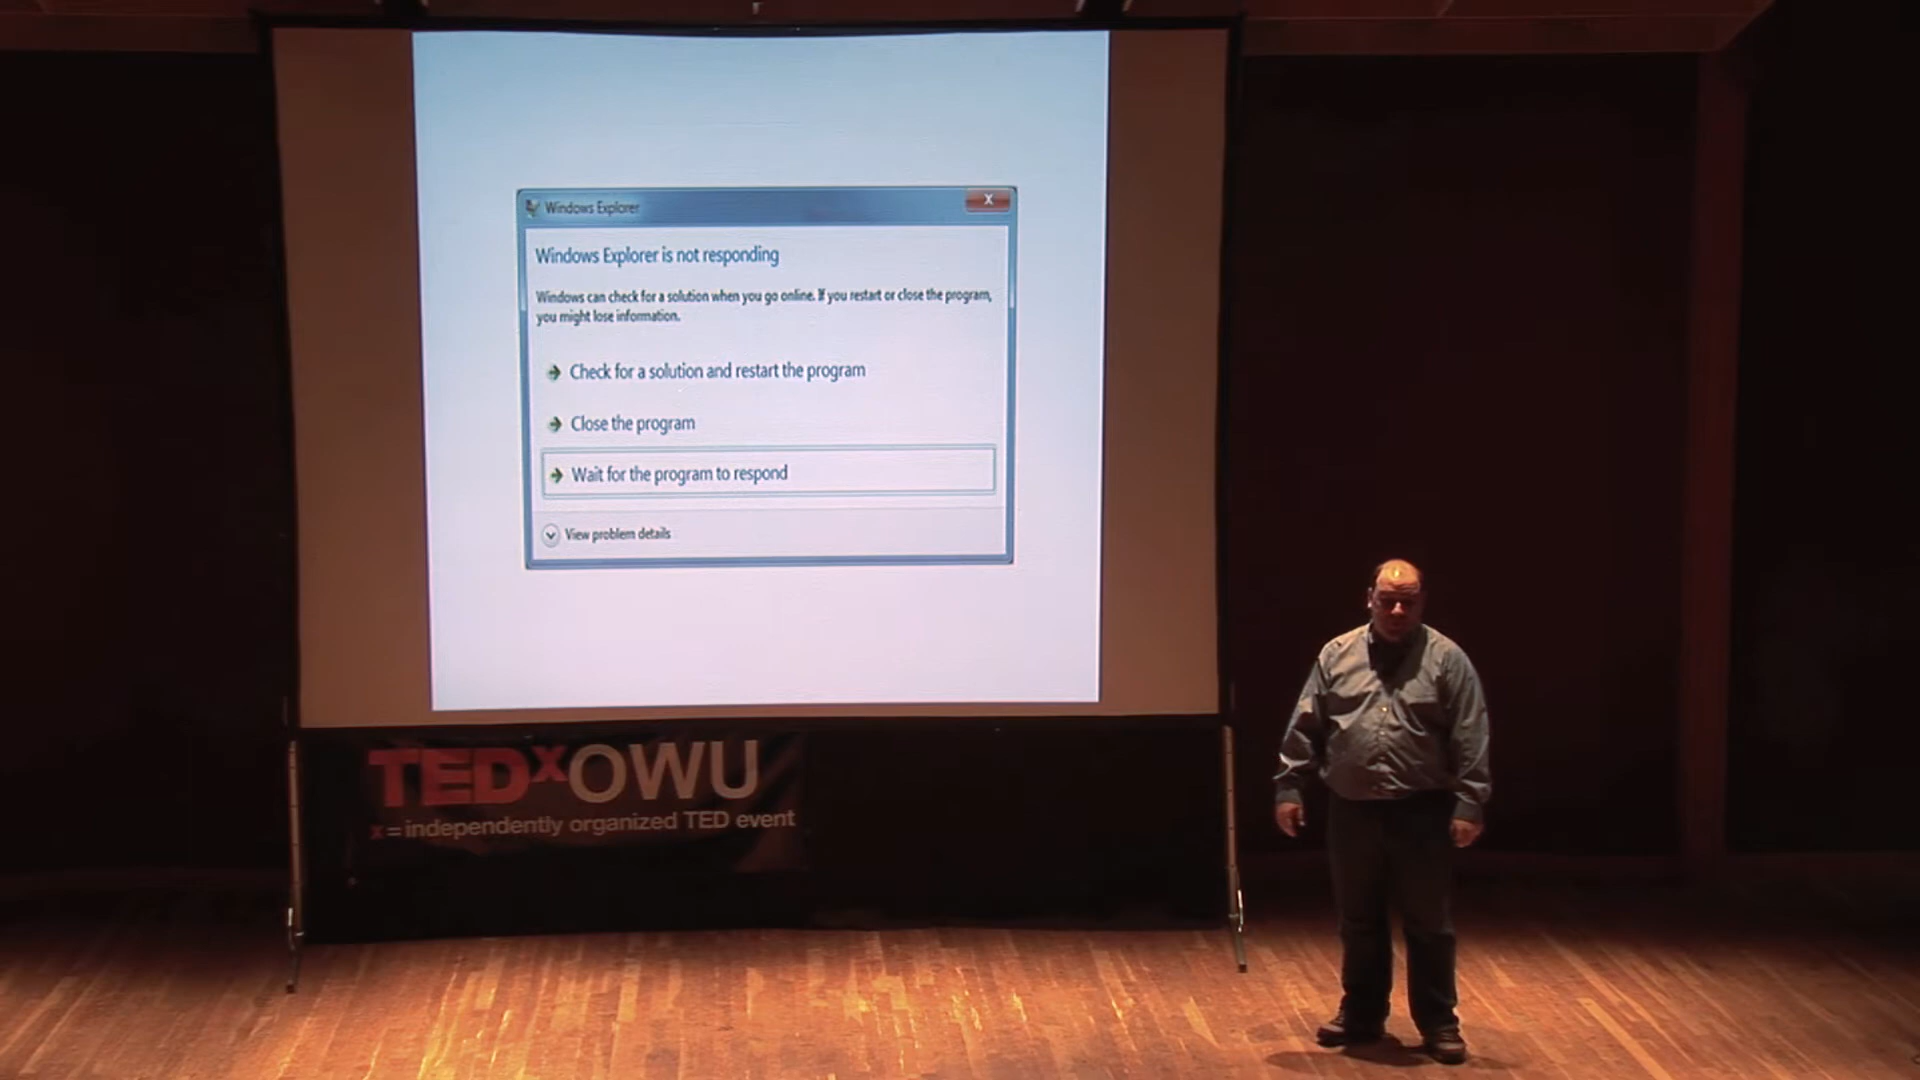 Windows Explorer
X
Windows Explorer is not responding
Windows can check for a solution when you go online. If you restart or close the program,
you might lose information.
Check for a solution and restart the program
Close the program
Wait for the program to respond
View problem details
TEDxOWU
x = independently organized TED event